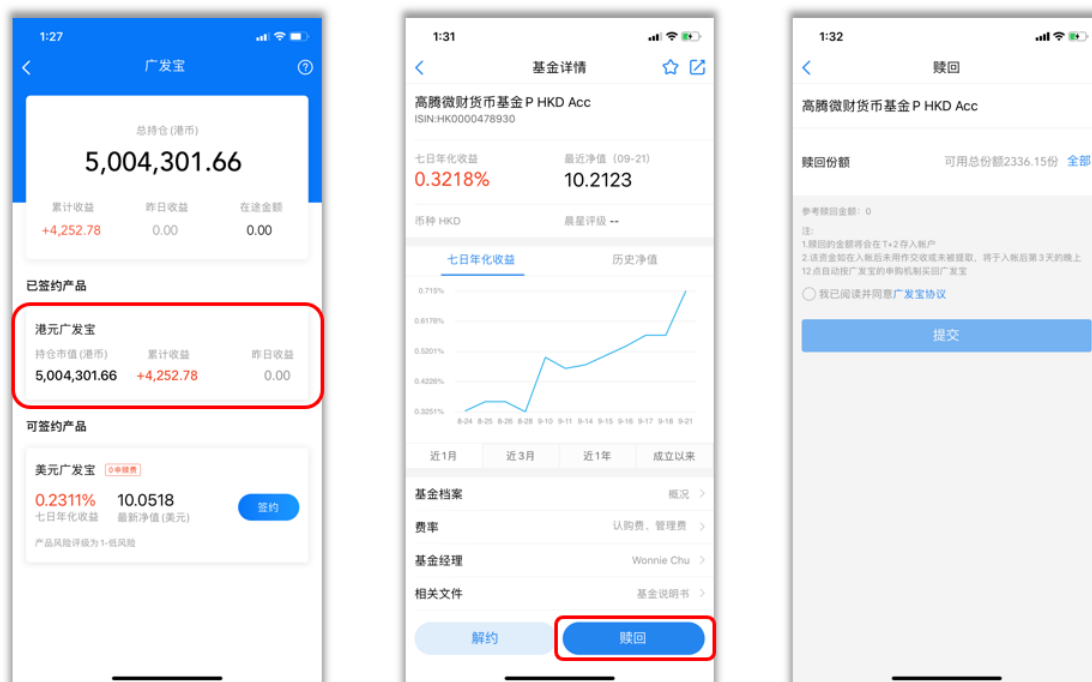 1:27
广发宝
总持仓(港币)
5,004,301.66
累计收益 昨日收益 在途金额
+4,252.78 0.00 0.00
已签约产品
港元广发宝
持仓市值(港币) 累计收益 昨日收益
5,004,301.66 +4,252.78 0.00
可签约产品
美元广发宝 0申赎费
0.2311% 10.0518
七日年化收益 最新净值(美元)
签约
产品风险评级为1-低风险
1:31
基金详情
高腾微财货币基金P HKD Acc
ISIN:HK0000478930
七日年化收益 最近净值 (09-21)
0.3218% 10.2123
币种 HKD 晨星评级 --
七日年化收益 历史净值
0.715%
0.6176%
0.5201%
0.4226%
0.3251%
8-24 8-25 8-26 8-28 9-10 9-11 9-14 9-15 9-16 9-17 9-18 9-21
近1月 近3月 近1年 成立以来
基金档案 概况
费率 认购费、管理费
基金经理 Wonnie Chu
相关文件 基金说明书
解约 赎回
1:32
赎回
高腾微财货币基金P HKD Acc
赎回份额 可用总份额2336.15份 全部
参考赎回金额: 0
注:
1.赎回的金额将会在T+2存入帐户
2.该资金如在入帐后未用作交收或未被提取，将于入帐后第3天的晚上
12点自动按广发宝的申购机制买回广发宝
我已阅读并同意广发宝协议
提交